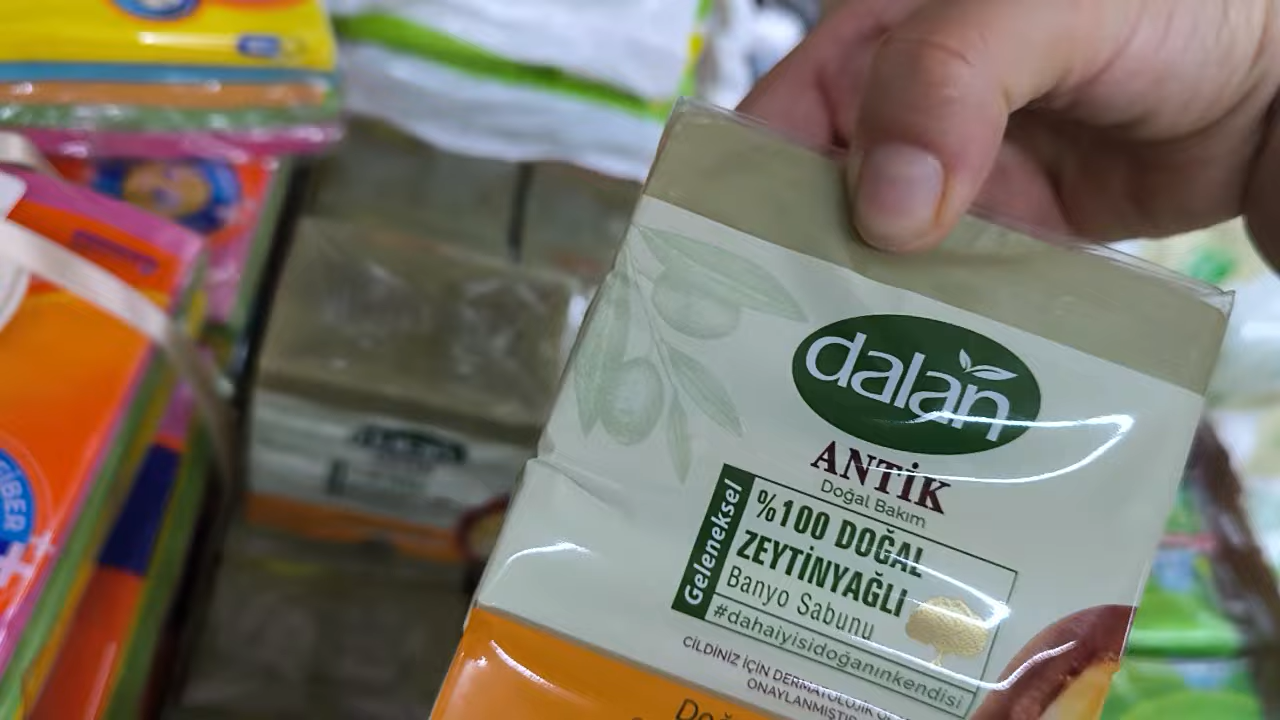 dalan
ANTİK
Doğal Bakım
Geleneksel
%100 DOĞAL
ZEYTİNYAĞLI
Banyo Sabunu
#dahaiyisidoğanınkendisi
CİLDİNİZ İÇİN DERMATOLOJİK
ONAYLANMIŞTIR